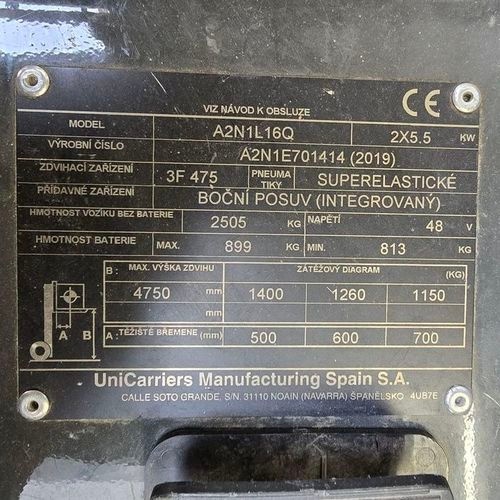 VIZ NÁVOD K OBSLUZE CE
MODEL A2N1L16Q 2X5.5 KW
VÝROBNÍ ČÍSLO A2N1E701414 (2019)
ZDVIHACÍ ZAŘÍZENÍ 3F 475 PNEUMA TIKY SUPERELASTICKÉ
PŘÍDAVNÉ ZAŘÍZENÍ BOČNÍ POSUV (INTEGROVANÝ)
HMOTNOST VOZIKU BEZ BATERIE 2505 KG NAPĚTÍ 48 V
HMOTNOST BATERIE MAX. 899 KG MIN. 813 KG
B : MAX. VÝŠKA ZDVIHU ZÁTĚŽOVÝ DIAGRAM (KG)
4750 mm 1400 1260 1150
mm
A : TĚŽIŠTĚ BŘEMENE (mm) 500 600 700
A B
UniCarriers Manufacturing Spain S.A.
CALLE SOTO GRANDE, S/N. 31110 NOAIN (NAVARRA) ŠPANĚLSKO 4UB7E